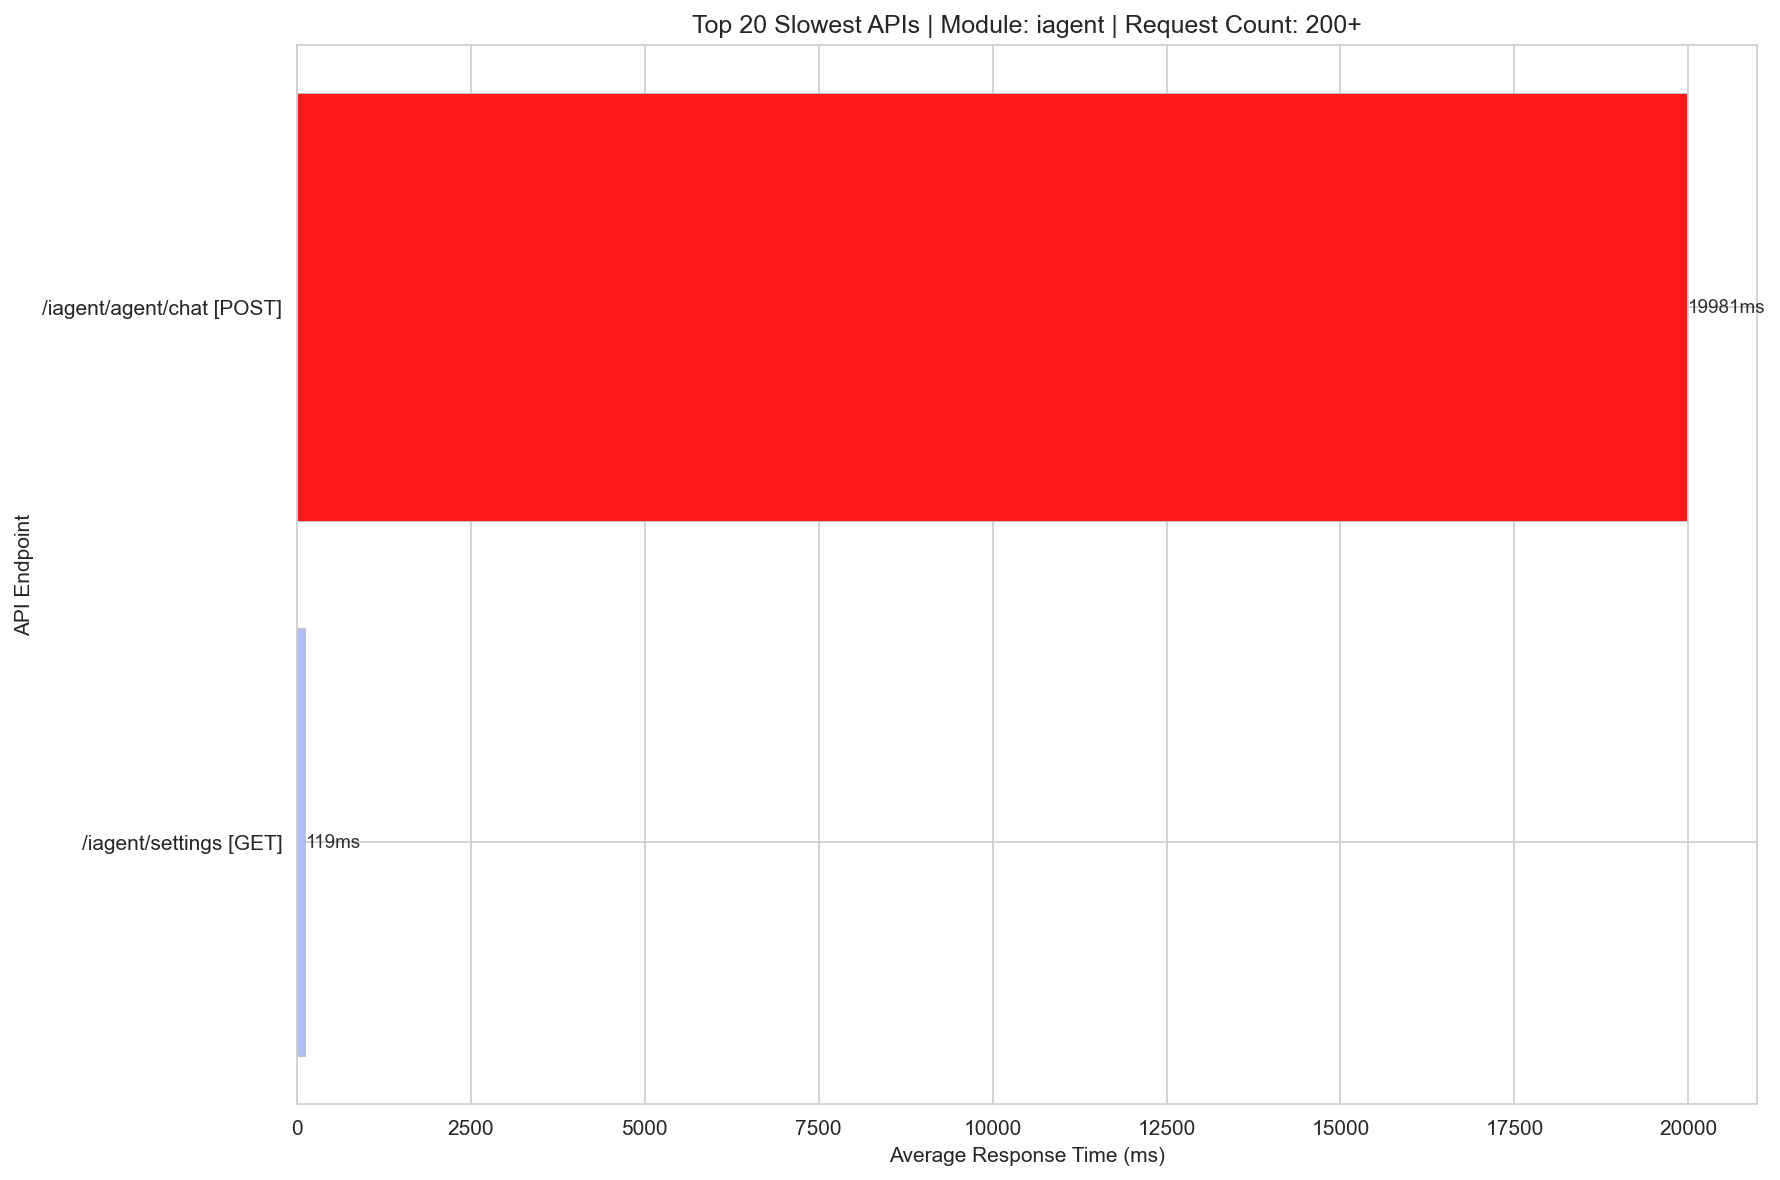 Top 20 Slowest APIs | Module: iagent | Request Count: 200+
/iagent/agent/chat [POST]
19981ms
API Endpoint
/iagent/settings [GET]
119ms
0 2500 5000 7500 10000 12500 15000 17500 20000
Average Response Time (ms)